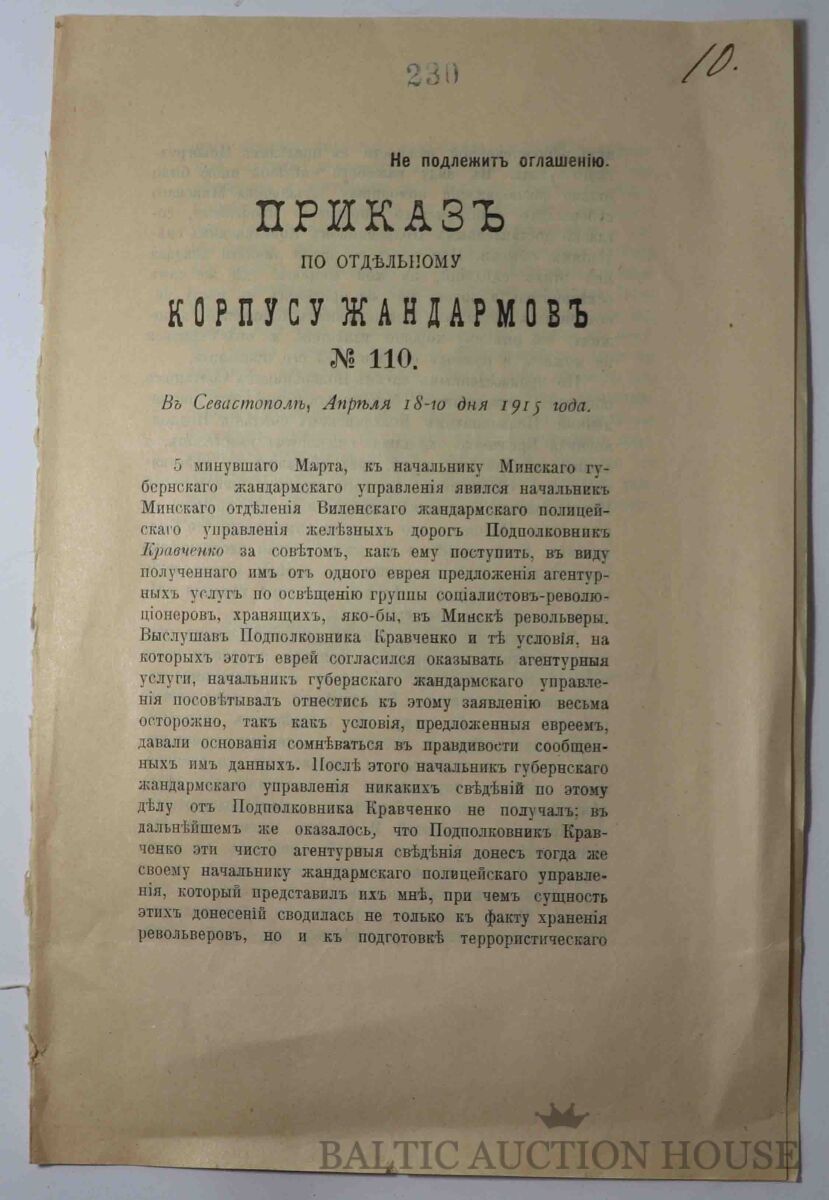 230
10.
Не подлежитъ оглашенію.
ПРИКАЗЪ
ПО ОТДѢЛЬНОМУ
КОРПУСУ ЖАНДАРМОВЪ
№ 110.
Въ Севастополѣ, Апрѣля 18-го дня 1915 года.
5 минувшаго Марта, къ начальнику Минскаго гу-
бернскаго жандармскаго управленія явился начальникъ
Минскаго отдѣленія Виленскаго жандармскаго полицей-
скаго управленія желѣзныхъ дорогъ Подполковникъ
Кравченко за совѣтомъ, какъ ему поступить, въ виду
полученнаго имъ отъ одного еврея предложенія агентур-
ныхъ услугъ по освѣщенію группы соціалистовъ-револю-
ціонеровъ, хранящихъ, яко-бы, въ Минскѣ револьверы.
Выслушавъ Подполковника Кравченко и тѣ условія, на
которыхъ этотъ еврей согласился оказывать агентурныя
услуги, начальникъ губернскаго жандармскаго управле-
нія посовѣтывалъ отнестись къ этому заявленію весьма
осторожно, такъ какъ условія, предложенныя евреемъ,
давали основанія сомнѣваться въ правдивости сообщен-
ныхъ имъ данныхъ. Послѣ этого начальникъ губернскаго
жандармскаго управленія никакихъ свѣдѣній по этому
дѣлу отъ Подполковника Кравченко не получалъ; въ
дальнѣйшемъ же оказалось, что Подполковникъ Крав-
ченко эти чисто агентурныя свѣдѣнія донесъ тогда же
своему начальнику жандармскаго полицейскаго управле-
нія, который представилъ ихъ мнѣ, при чемъ сущность
этихъ донесеній сводилась не только къ факту храненія
револьверовъ, но и къ подготовкѣ террористическаго
BALTIC AUCTION HOUSE